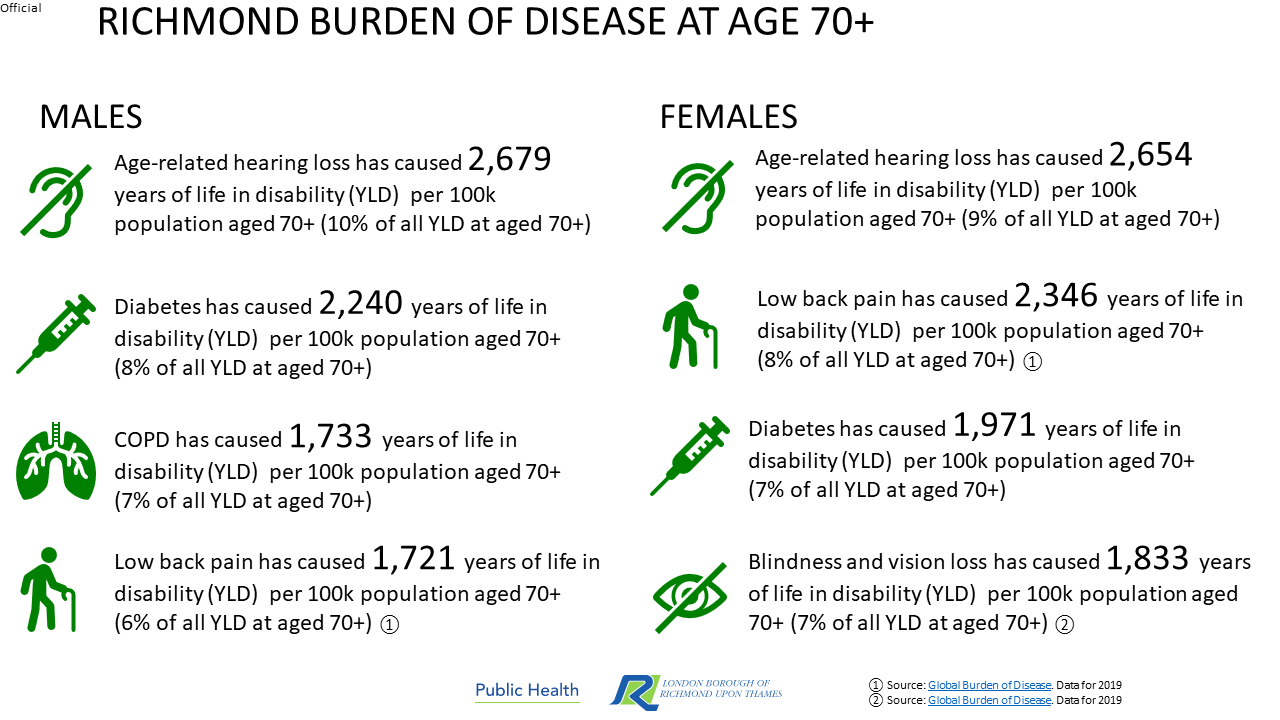 Official
RICHMOND BURDEN OF DISEASE AT AGE 70+
MALES
Age-related hearing loss has caused 2,679
years of life in disability (YLD) per 100k
population aged 70+ (10% of all YLD at aged 70+)
Diabetes has caused 2,240 years of life in
disability (YLD) per 100k population aged 70+
(8% of all YLD at aged 70+)
COPD has caused 1,733 years of life in
disability (YLD) per 100k population aged 70+
(7% of all YLD at aged 70+)
Low back pain has caused 1,721 years of life in
disability (YLD) per 100k population aged 70+
(6% of all YLD at aged 70+) ①
FEMALES
Age-related hearing loss has caused 2,654
years of life in disability (YLD) per 100k
population aged 70+ (9% of all YLD at aged 70+)
Low back pain has caused 2,346 years of life in
disability (YLD) per 100k population aged 70+
(8% of all YLD at aged 70+) ①
Diabetes has caused 1,971 years of life in
disability (YLD) per 100k population aged 70+
(7% of all YLD at aged 70+)
Blindness and vision loss has caused 1,833 years
of life in disability (YLD) per 100k population aged
70+ (7% of all YLD at aged 70+) ②
Public Health
LONDON BOROUGH OF
RICHMOND UPON THAMES
① Source: Global Burden of Disease. Data for 2019
② Source: Global Burden of Disease. Data for 2019